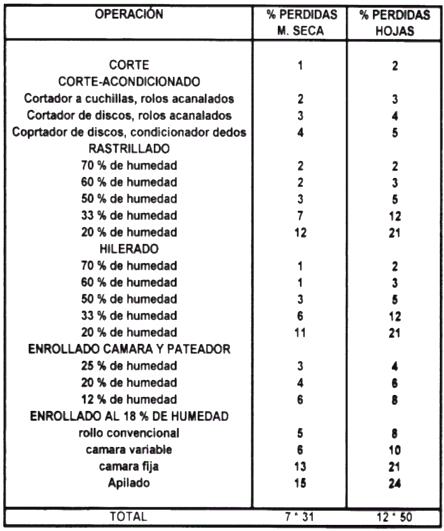 OPERACIÓN % PERDIDAS % PERDIDAS
M. SECA HOJAS
CORTE 1 2
CORTE-ACONDICIONADO
Cortador a cuchillas, rolos acanalados 2 3
Cortador de discos, rolos acanalados 3 4
Coprtador de discos, condicionador dedos 4 5
RASTRILLADO
70 % de humedad 2 2
60 % de humedad 2 3
50 % de humedad 3 5
33 % de humedad 7 12
20 % de humedad 12 21
HILERADO
70 % de humedad 1 2
60 % de humedad 1 3
50 % de humedad 3 5
33 % de humedad 6 12
20 % de humedad 11 21
ENROLLADO CAMARA Y PATEADOR
25 % de humedad 3 4
20 % de humedad 4 6
12 % de humedad 6 8
ENROLLADO AL 18 % DE HUMEDAD
rollo convencional 5 8
camara variable 6 10
camara fija 13 21
Apilado 15 24
TOTAL 7 * 31 12 * 50